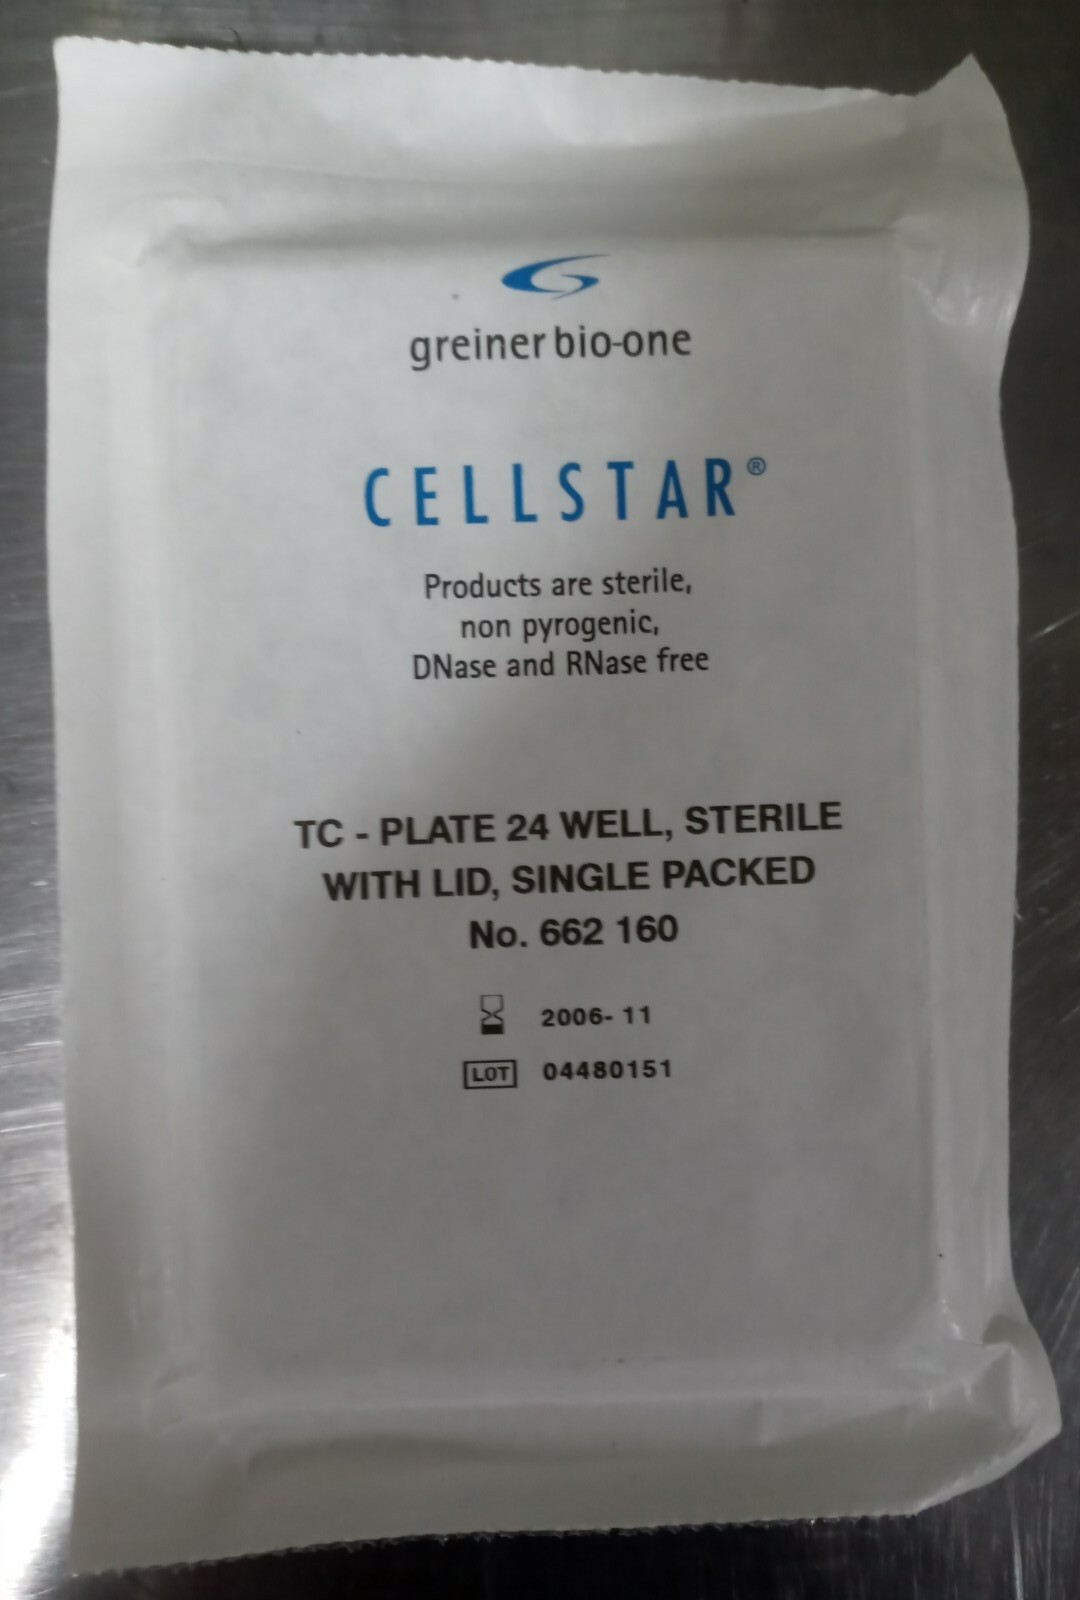 greiner bio-one
CELLSTAR®
Products are sterile,
non pyrogenic,
DNase and RNase free
TC - PLATE 24 WELL, STERILE
WITH LID, SINGLE PACKED
No. 662 160
2006- 11
LOT 04480151